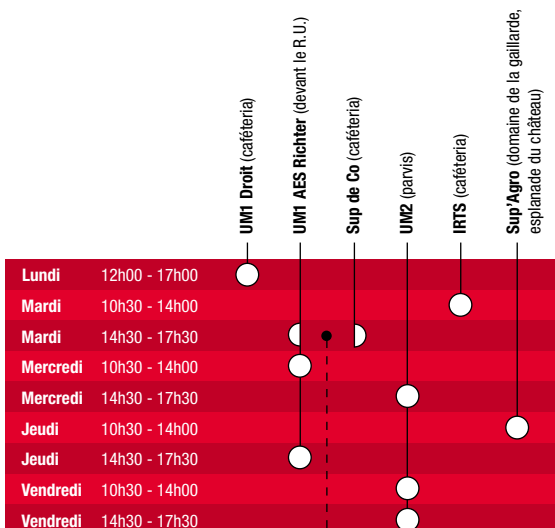 UM1 Droit (caféteria)
UM1 AES Richter (devant le R.U.)
Sup de Co (caféteria)
UM2 (parvis)
IRTS (caféteria)
Sup'Agro (domaine de la gaillarde,
esplanade du château)
Lundi 12h00 - 17h00
Mardi 10h30 - 14h00
Mardi 14h30 - 17h30
Mercredi 10h30 - 14h00
Mercredi 14h30 - 17h30
Jeudi 10h30 - 14h00
Jeudi 14h30 - 17h30
Vendredi 10h30 - 14h00
Vendredi 14h30 - 17h30